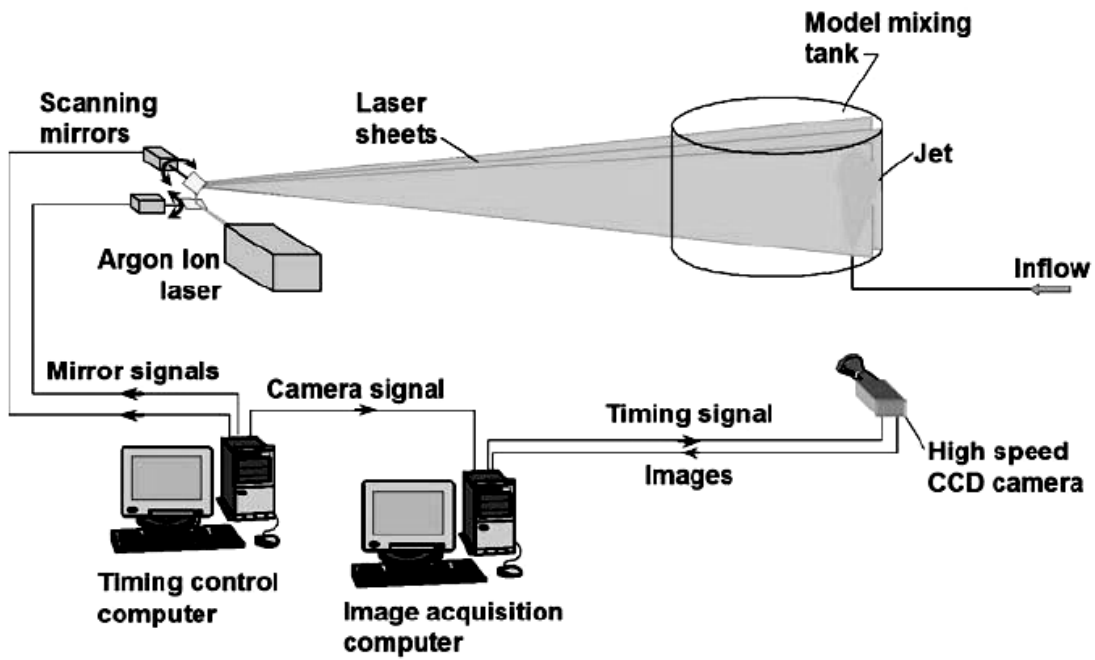 Model mixing
tank
Scanning
mirrors
Laser
sheets
Jet
Argon Ion
laser
Inflow
Mirror signals
Camera signal
Timing signal
Images
High speed
CCD camera
Timing control
computer
Image acquisition
computer